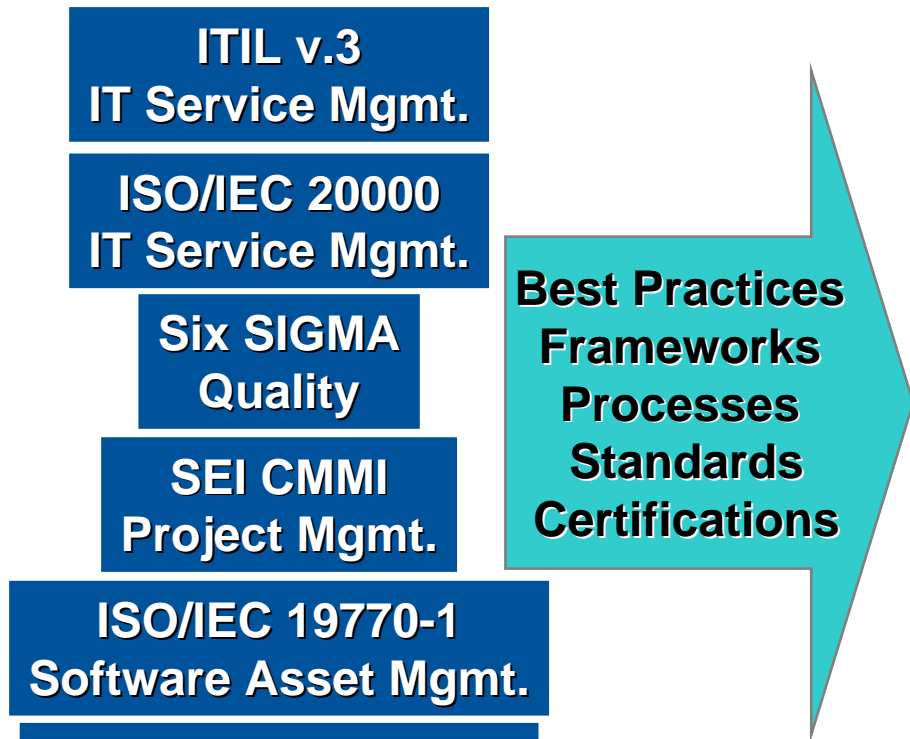 ITIL v.3
IT Service Mgmt.
ISO/IEC 20000
IT Service Mgmt.
Six SIGMA
Quality
SEI CMMI
Project Mgmt.
ISO/IEC 19770-1
Software Asset Mgmt.
Best Practices
Frameworks
Processes
Standards
Certifications